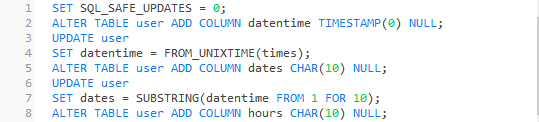 1 SET SQL_SAFE_UPDATES = 0;
2 ALTER TABLE user ADD COLUMN datentime TIMESTAMP(0) NULL;
3 UPDATE user
4 SET datentime = FROM_UNIXTIME(times);
5 ALTER TABLE user ADD COLUMN dates CHAR(10) NULL;
6 UPDATE user
7 SET dates = SUBSTRING(datentime FROM 1 FOR 10);
8 ALTER TABLE user ADD COLUMN hours CHAR(10) NULL;